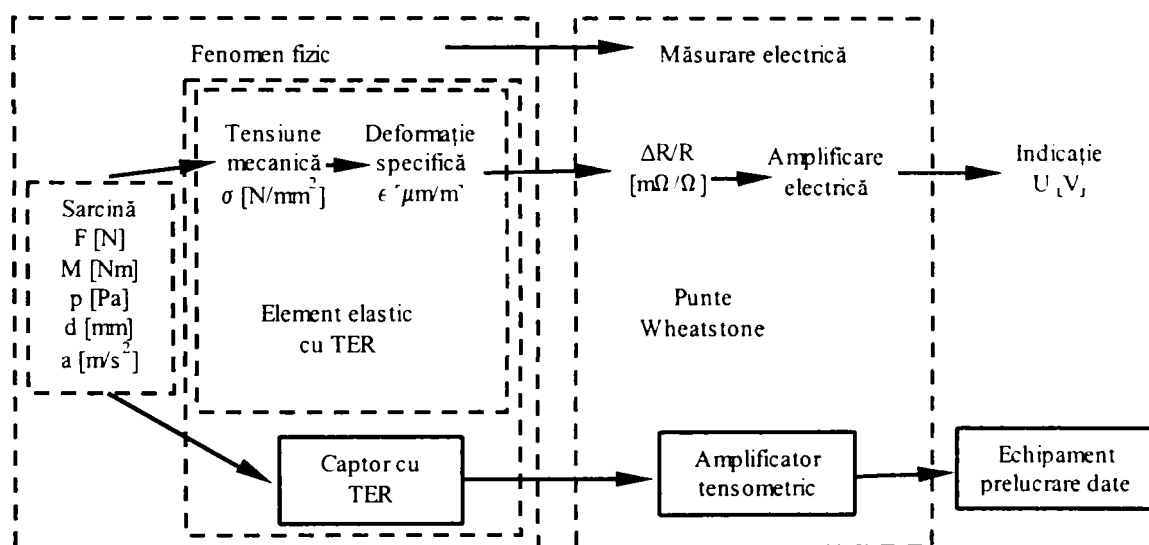 Fenomen fizic
Măsurare electrică
Tensiune
mecanică
σ [N/mm²]
Deformație
specifică
ϵ [μm/m]
ΔR/R
[mΩ/Ω]
Amplificare
electrică
Indicație
U [V]
Sarcină
F [N]
M [Nm]
p [Pa]
d [mm]
a [m/s²]
Element elastic
cu TER
Punte
Wheatstone
Captor cu
TER
Amplificator
tensometric
Echipament
prelucrare date